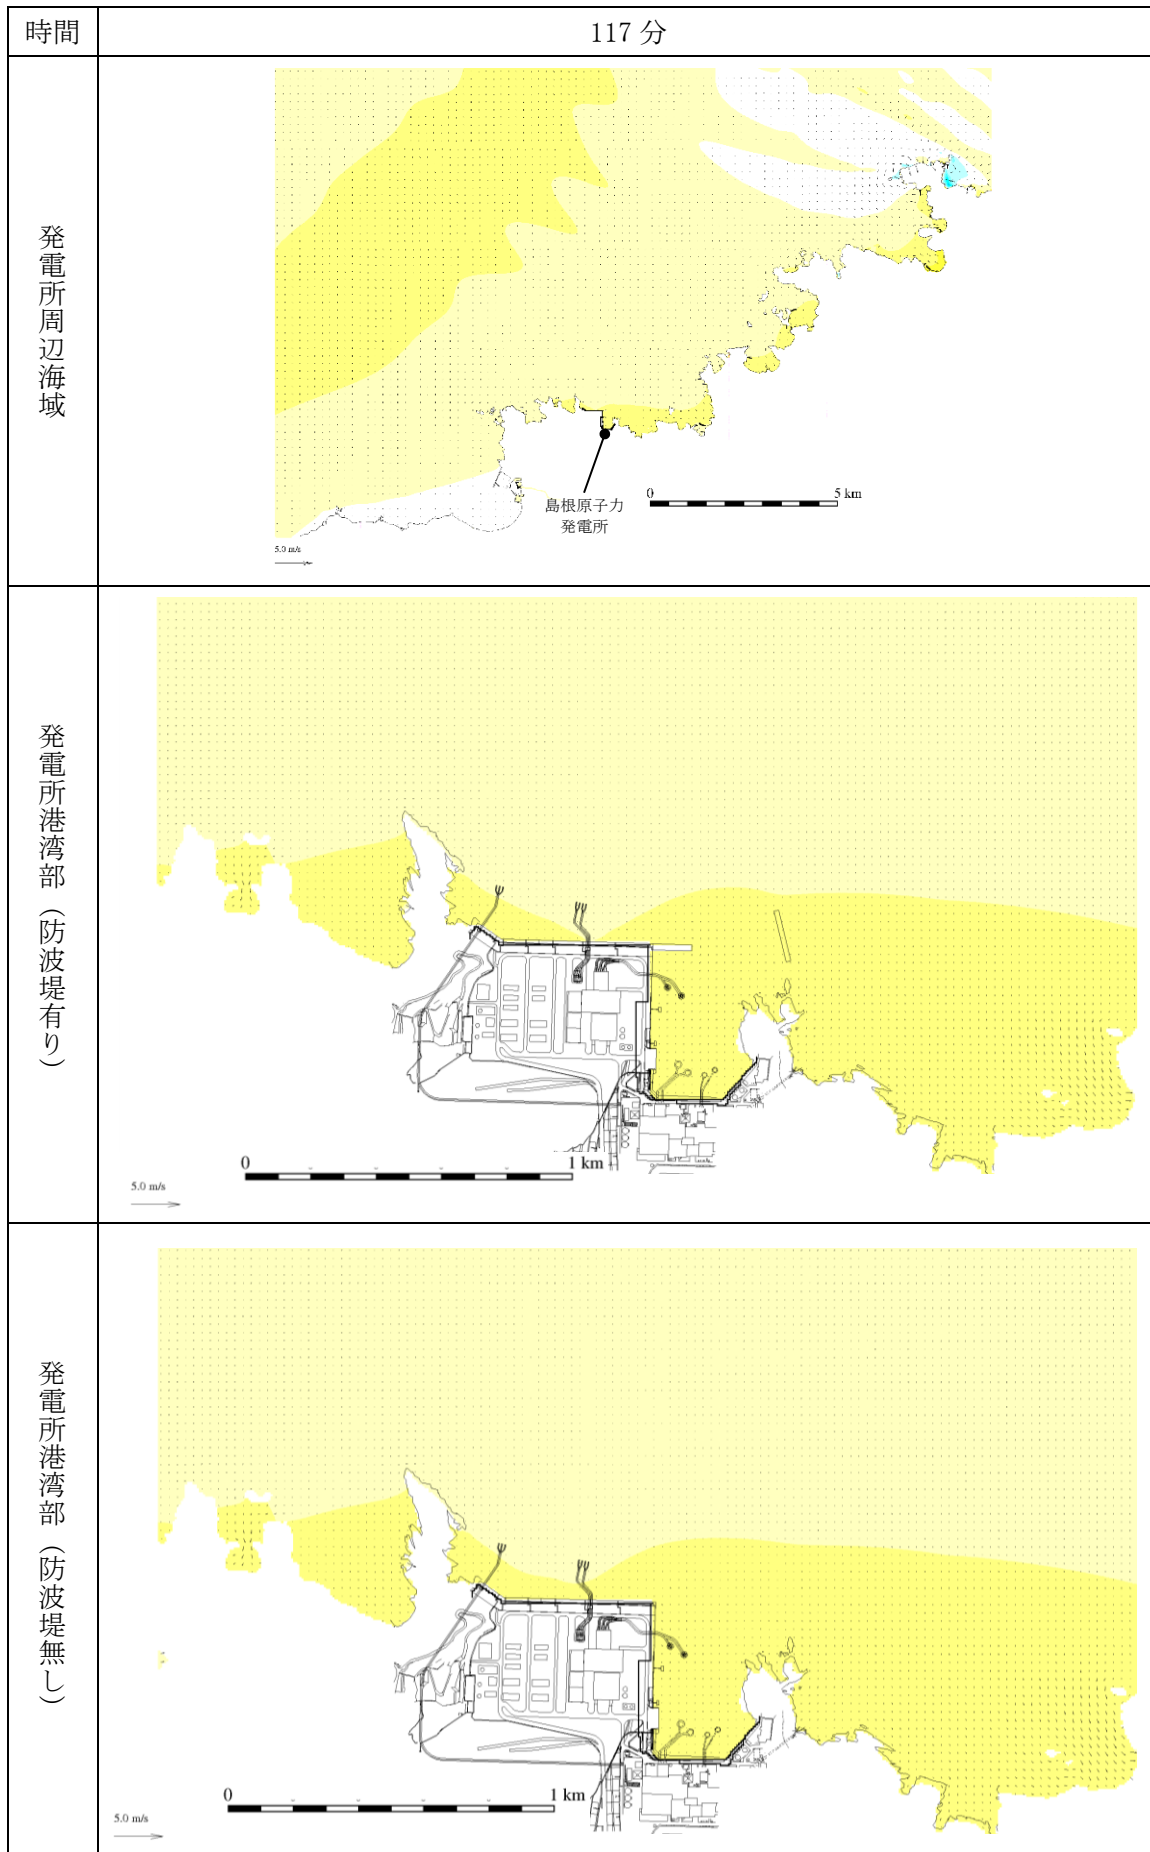 時間
117 分
発電所周辺海域
島根原子力
発電所
0
5 km
5.0 m/s
発電所港湾部（防波堤有り）
0
1 km
5.0 m/s
発電所港湾部（防波堤無し）
0
1 km
5.0 m/s